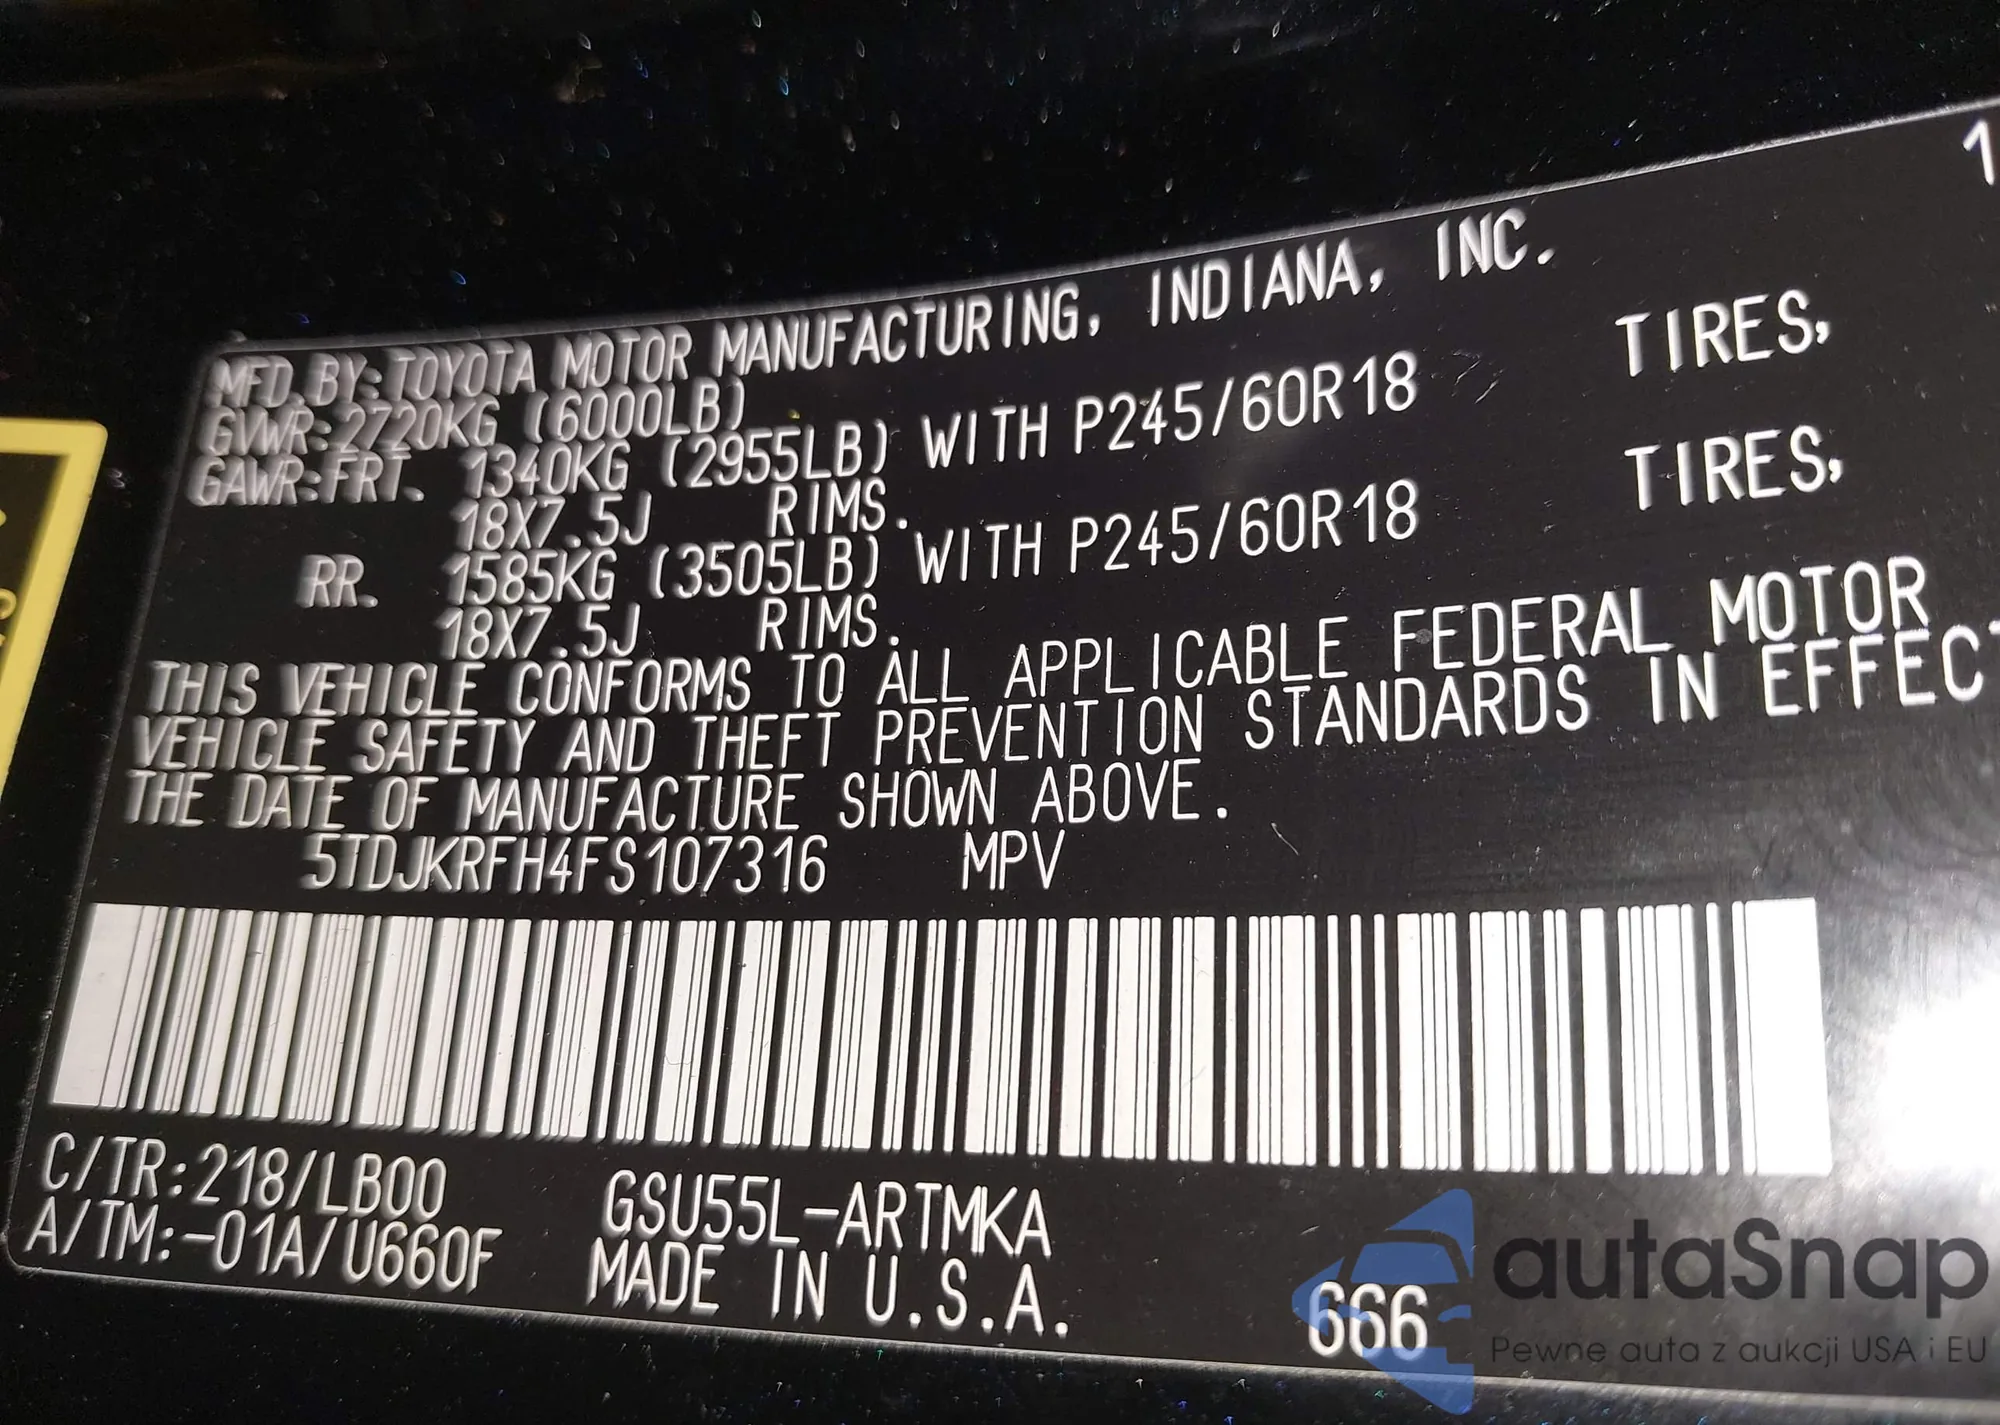 1
MFD.BY:TOYOTA MOTOR MANUFACTURING, INDIANA, INC.
GVWR:2720KG (6000LB)
GAWR:FRT. 1340KG (2955LB) WITH P245/60R18 TIRES,
18X7.5J RIMS.
RR. 1585KG (3505LB) WITH P245/60R18 TIRES,
18X7.5J RIMS.
THIS VEHICLE CONFORMS TO ALL APPLICABLE FEDERAL MOTOR
VEHICLE SAFETY AND THEFT PREVENTION STANDARDS IN EFFECT
THE DATE OF MANUFACTURE SHOWN ABOVE.
5TDJKRFH4FS107316 MPV
C/TR:218/LB00 GSU55L-ARTMKA
A/TM:-01A/U660F MADE IN U.S.A. 666
autaSnap
Pewne auta z aukcji USA i EU